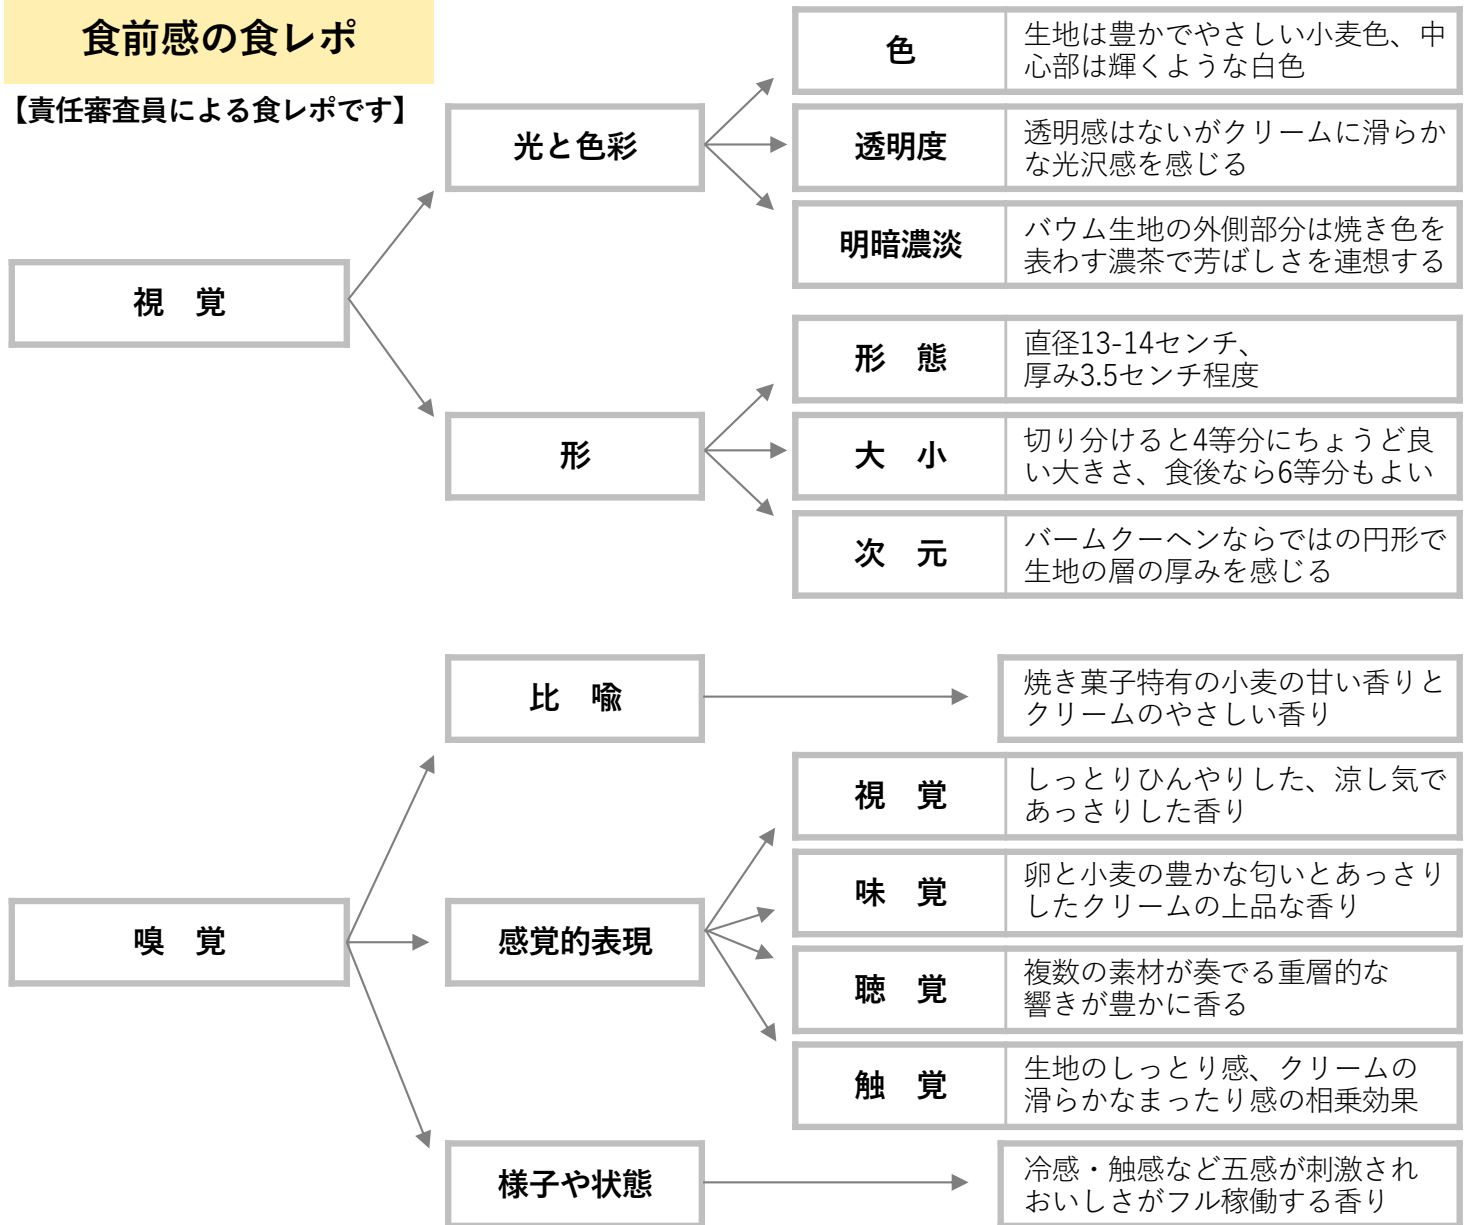 食前感の食レポ
【責任審査員による食レポです】
視　覚
光と色彩
色
生地は豊かでやさしい小麦色、中
心部は輝くような白色
透明度
透明感はないがクリームに滑らか
な光沢感を感じる
明暗濃淡
バウム生地の外側部分は焼き色を
表わす濃茶で芳ばしさを連想する
形
形　態
直径13-14センチ、
厚み3.5センチ程度
大　小
切り分けると4等分にちょうど良
い大きさ、食後なら6等分もよい
次　元
バームクーヘンならではの円形で
生地の層の厚みを感じる
嗅　覚
比　喩
焼き菓子特有の小麦の甘い香りと
クリームのやさしい香り
感覚的表現
視　覚
しっとりひんやりした、涼し気で
あっさりした香り
味　覚
卵と小麦の豊かな匂いとあっさり
したクリームの上品な香り
聴　覚
複数の素材が奏でる重層的な
響きが豊かに香る
触　覚
生地のしっとり感、クリームの
滑らかなまったり感の相乗効果
様子や状態
冷感・触感など五感が刺激され
おいしさがフル稼働する香り